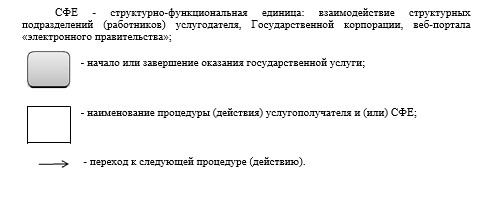 СФЕ - структурно-функциональная единица: взаимодействие структурных
подразделений (работников) услугодателя, Государственной корпорации, веб-портала
«электронного правительства»;
- начало или завершение оказания государственной услуги;
- наименование процедуры (действия) услугополучателя и (или) СФЕ;
- переход к следующей процедуре (действию).